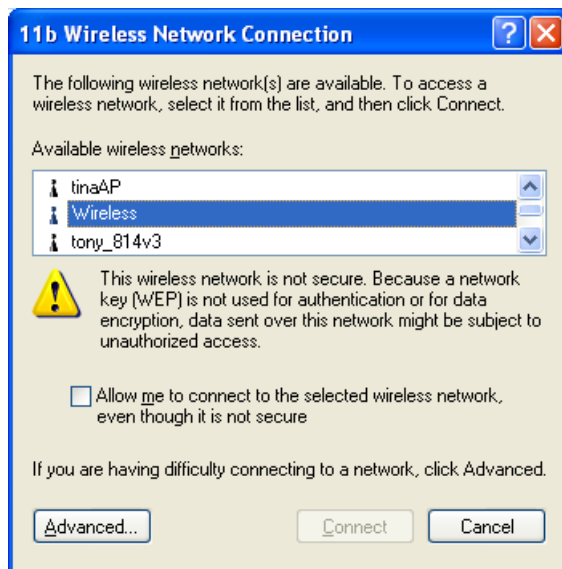 11b Wireless Network Connection
The following wireless network(s) are available. To access a
wireless network, select it from the list, and then click Connect.
Available wireless networks:
tinaAP
Wireless
tony_814v3
This wireless network is not secure. Because a network
key (WEP) is not used for authentication or for data
encryption, data sent over this network might be subject to
unauthorized access.
Allow me to connect to the selected wireless network,
even though it is not secure
If you are having difficulty connecting to a network, click Advanced.
Advanced... Connect Cancel